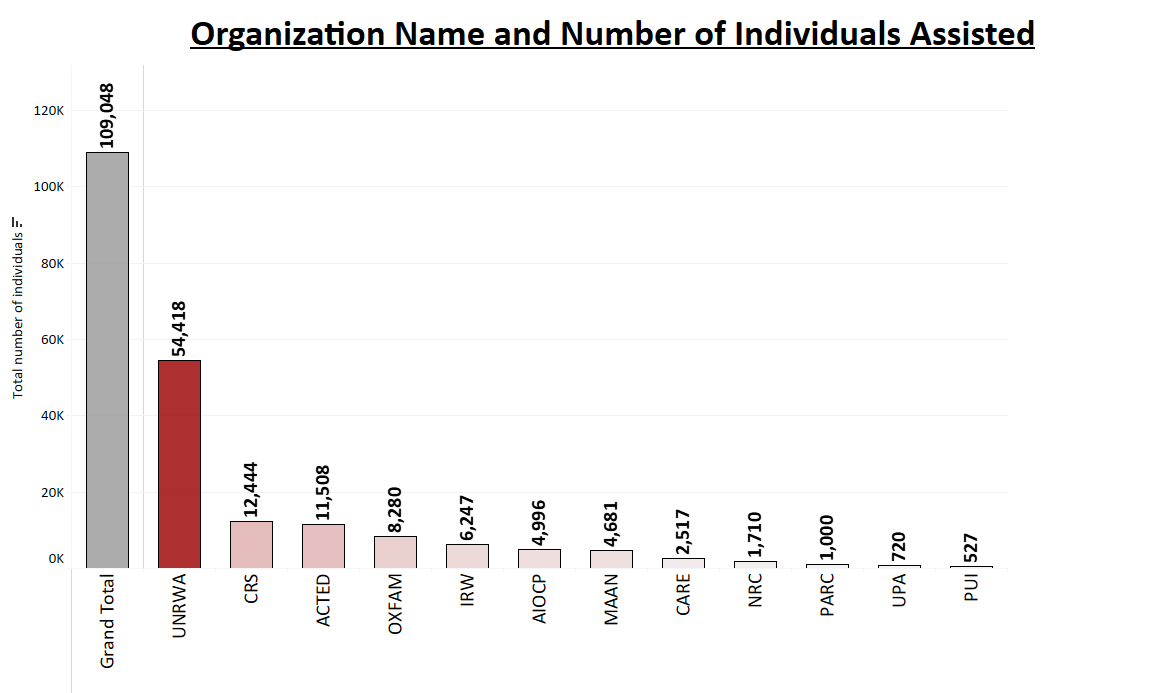 Organization Name and Number of Individuals Assisted
Total number of individuals
120K
100K
80K
60K
40K
20K
0K
109,048
54,418
12,444
11,508
8,280
6,247
4,996
4,681
2,517
1,710
1,000
720
527
Grand Total
UNRWA
CRS
ACTED
OXFAM
IRW
AIOCP
MAAN
CARE
NRC
PARC
UPA
PUI